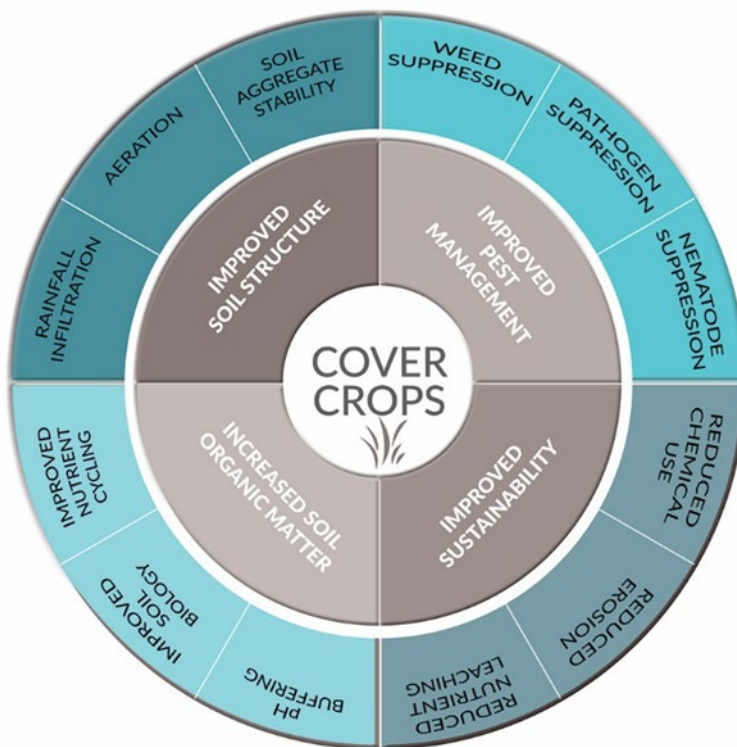 COVER
CROPS
IMPROVED
SOIL STRUCTURE
IMPROVED
PEST
MANAGEMENT
IMPROVED
SUSTAINABILITY
INCREASED SOIL
ORGANIC MATTER
SOIL
AGGREGATE
STABILITY
WEED
SUPPRESSION
PATHOGEN
SUPPRESSION
NEMATODE
SUPPRESSION
REDUCED
CHEMICAL
USE
REDUCED
EROSION
REDUCED
NUTRIENT
LEACHING
pH
BUFFERING
IMPROVED
SOIL
BIOLOGY
IMPROVED
NUTRIENT
CYCLING
RAINFALL
INFILTRATION
AERATION